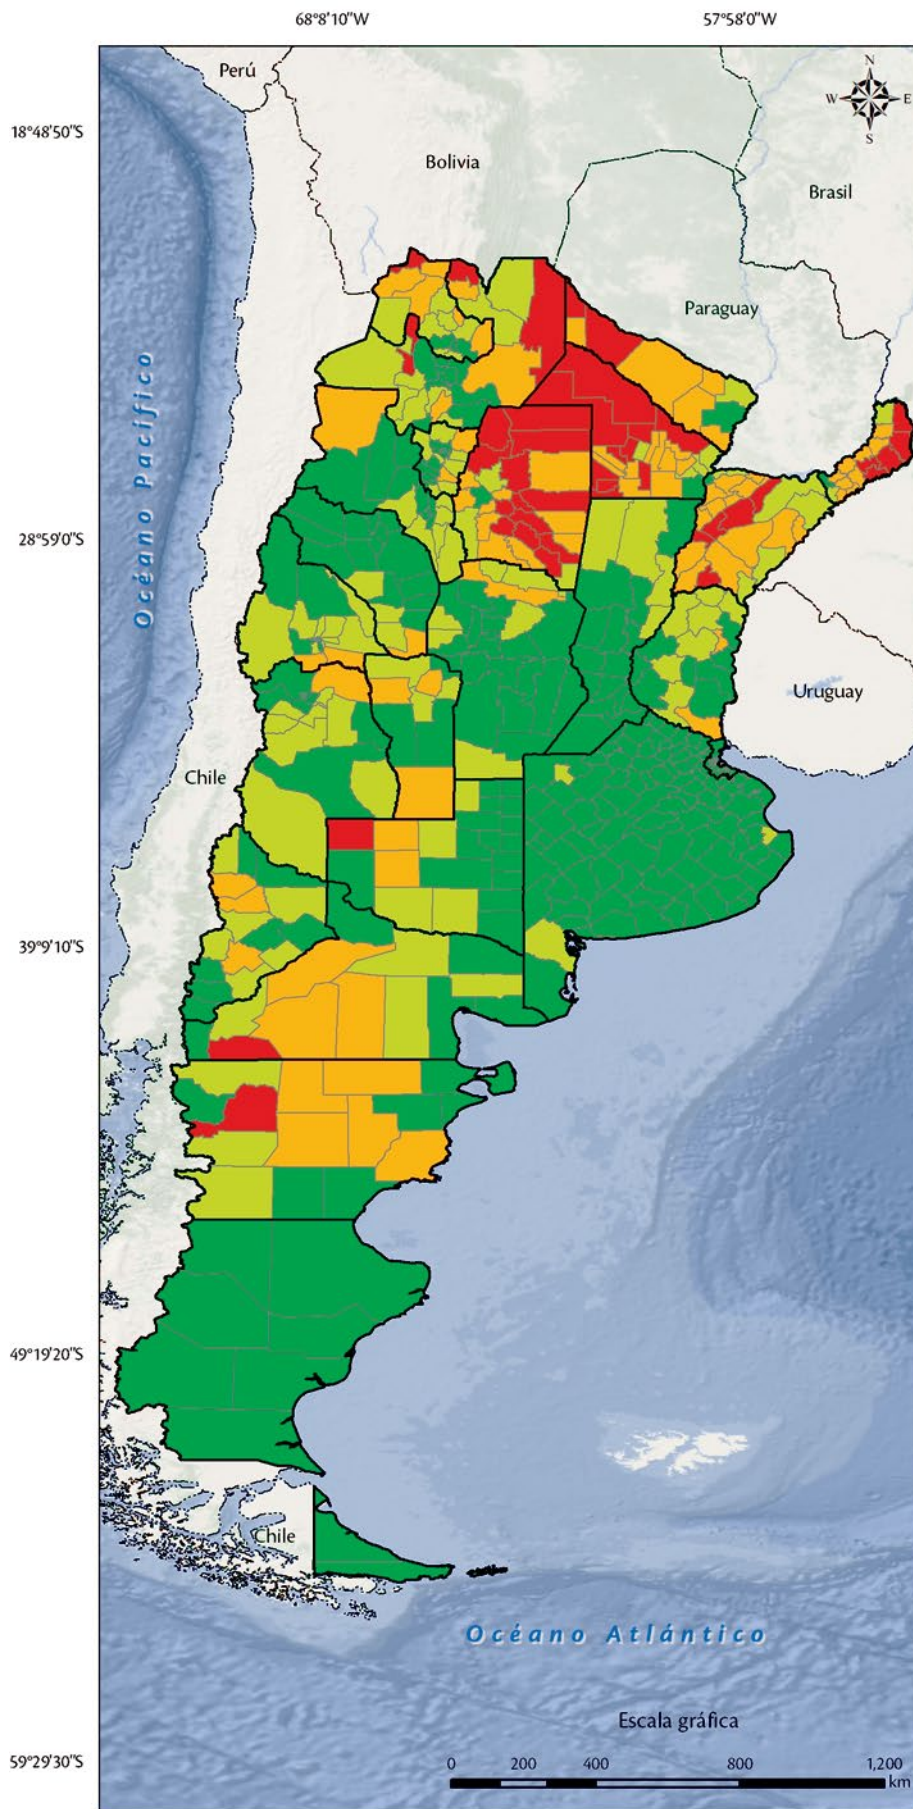 68°8'10"W
57°58'0"W
Perú
N
W
E
S
18°48'50"S
Bolivia
Brasil
Paraguay
Océano Pacífico
28°59'0"S
Uruguay
Chile
39°9'10"S
49°19'20"S
Chile
Océano Atlántico
Escala gráfica
59°29'30"S
0 200 400 800 1,200
km